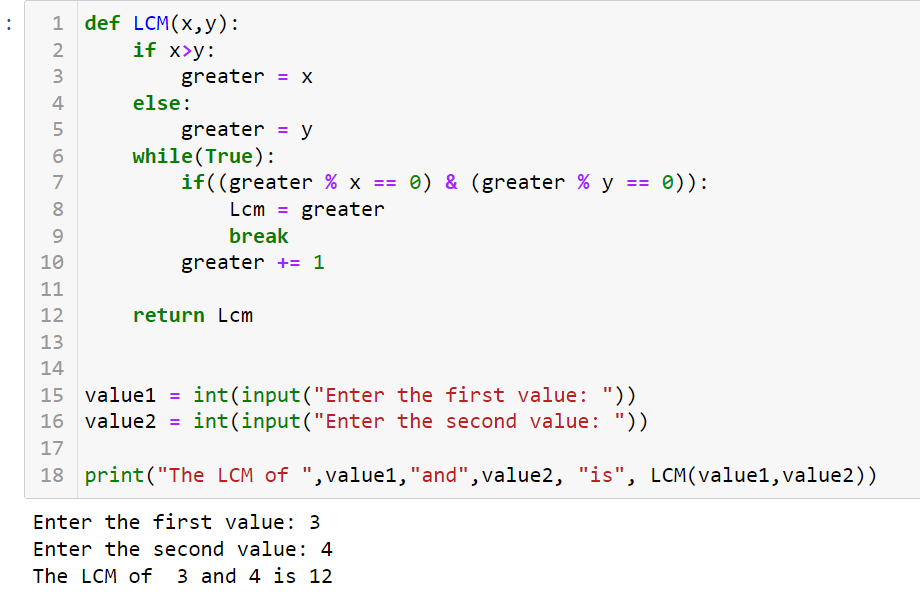 :
1 def LCM(x,y):
2     if x>y:
3         greater = x
4     else:
5         greater = y
6     while(True):
7         if((greater % x == 0) & (greater % y == 0)):
8             Lcm = greater
9             break
10         greater += 1
11
12     return Lcm
13
14
15 value1 = int(input("Enter the first value: "))
16 value2 = int(input("Enter the second value: "))
17
18 print("The LCM of ",value1,"and",value2, "is", LCM(value1,value2))
Enter the first value: 3
Enter the second value: 4
The LCM of  3 and 4 is 12